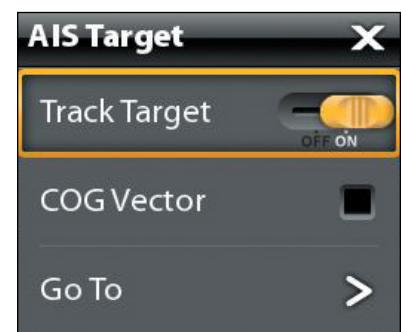 AIS Target X
Track Target
OFF ON
COG Vector
Go To >